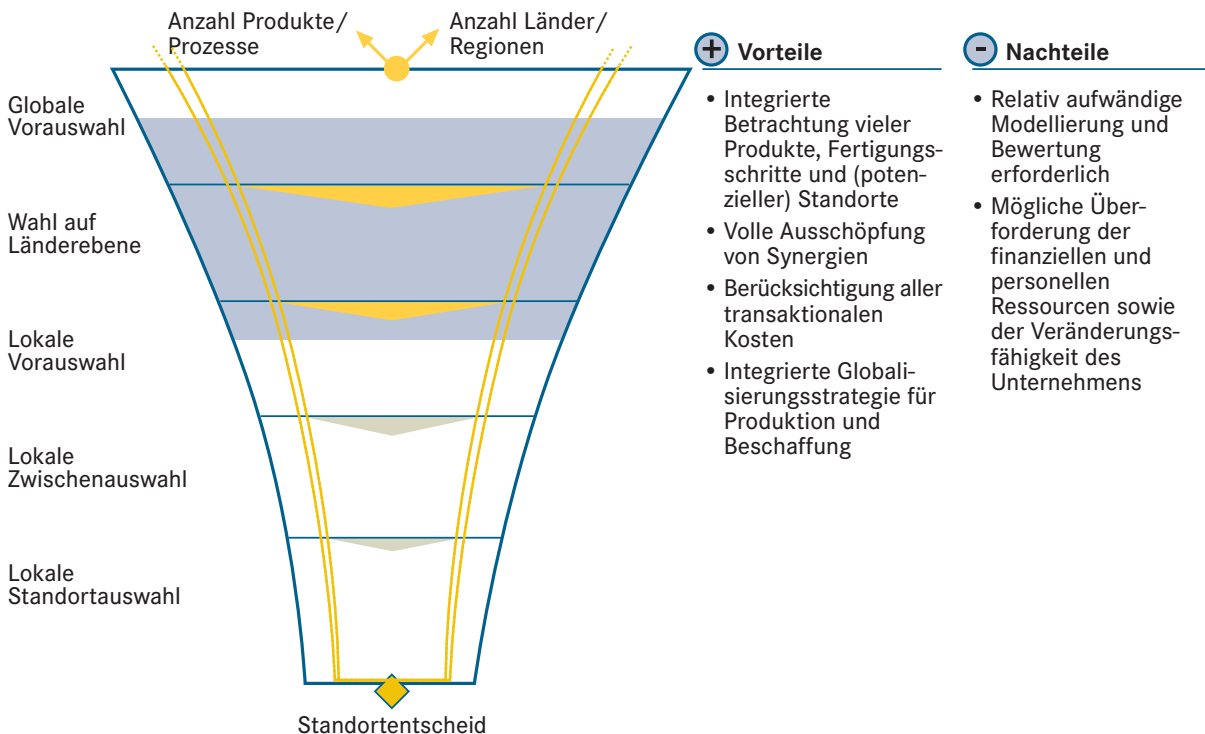 Anzahl Produkte/
Prozesse
Anzahl Länder/
Regionen
Globale
Vorauswahl
Wahl auf
Länderebene
Lokale
Vorauswahl
Lokale
Zwischenauswahl
Lokale
Standortauswahl
Standortentscheid
+ Vorteile
• Integrierte
Betrachtung vieler
Produkte, Fertigungs-
schritte und (poten-
zieller) Standorte
• Volle Ausschöpfung
von Synergien
• Berücksichtigung aller
transaktionalen
Kosten
• Integrierte Globali-
sierungsstrategie für
Produktion und
Beschaffung
- Nachteile
• Relativ aufwändige
Modellierung und
Bewertung
erforderlich
• Mögliche Über-
forderung der
finanziellen und
personellen
Ressourcen sowie
der Veränderungs-
fähigkeit des
Unternehmens